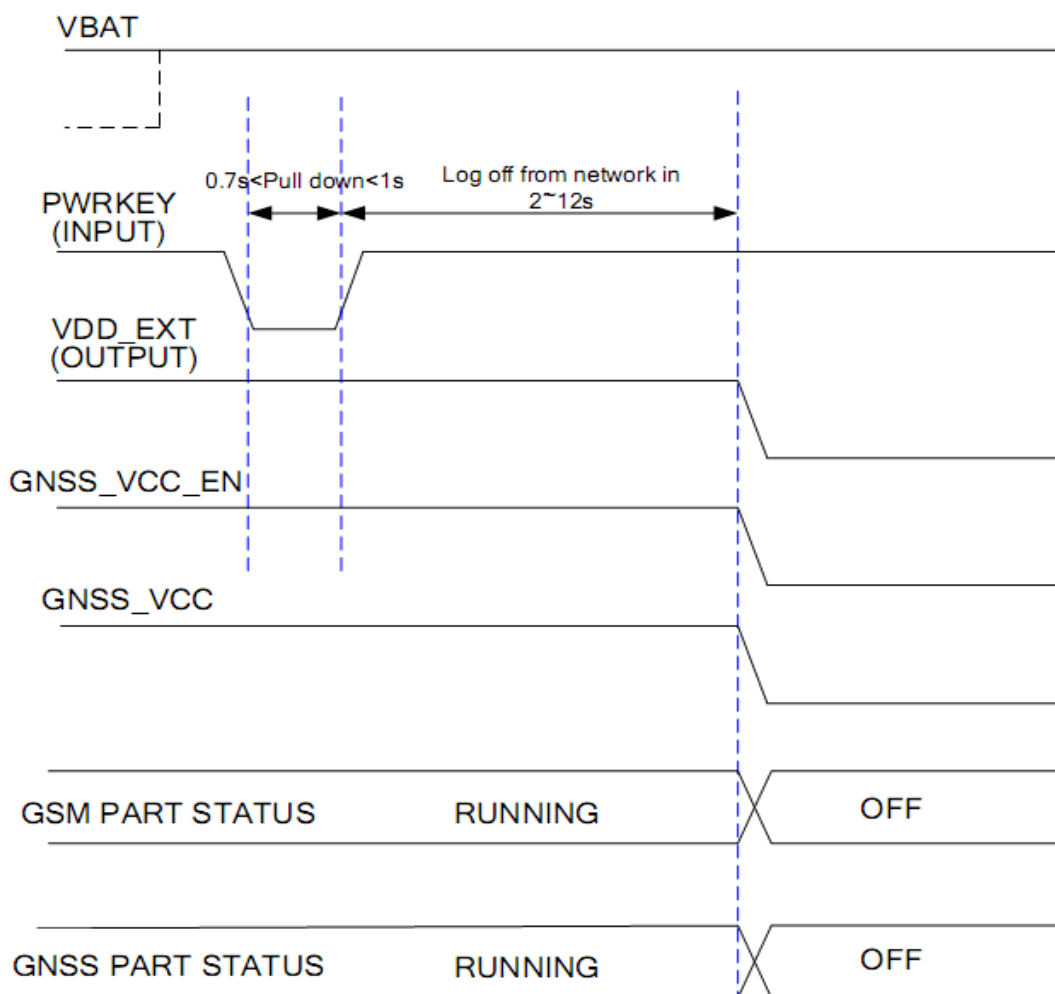 VBAT
0.7s<Pull down<1s
Log off from network in
2~12s
PWRKEY
(INPUT)
VDD_EXT
(OUTPUT)
GNSS_VCC_EN
GNSS_VCC
GSM PART STATUS RUNNING OFF
GNSS PART STATUS RUNNING OFF